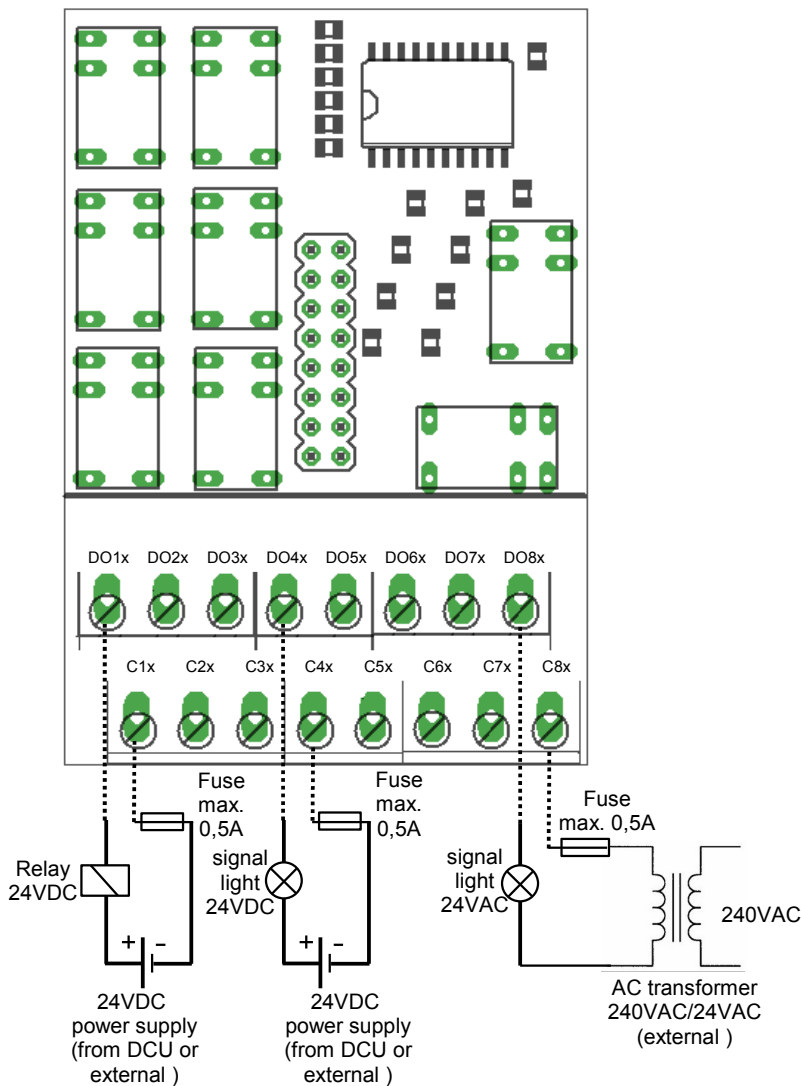 DO1x DO2x DO3x DO4x DO5x DO6x DO7x DO8x
C1x C2x C3x C4x C5x C6x C7x C8x
Fuse
max.
0,5A
Relay
24VDC
+ −
24VDC
power supply
(from DCU or
external )
Fuse
max.
0,5A
signal
light
24VDC
+ −
24VDC
power supply
(from DCU or
external )
Fuse
max. 0,5A
signal
light
24VAC
240VAC
AC transformer
240VAC/24VAC
(external )